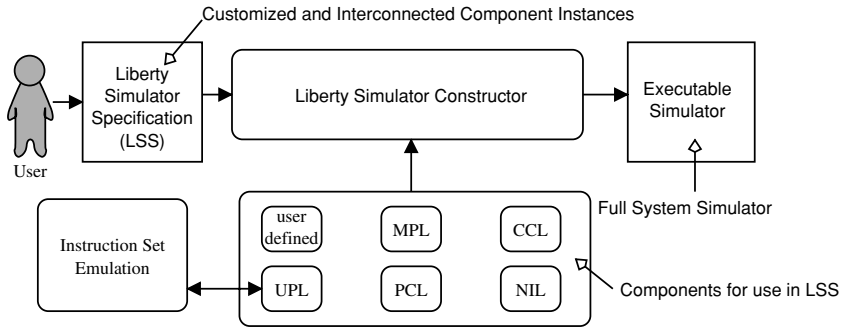 Customized and Interconnected Component Instances
Liberty
Simulator
Specification
(LSS)
Liberty Simulator Constructor
Executable
Simulator
User
Full System Simulator
Instruction Set
Emulation
user
defined
MPL
CCL
UPL
PCL
NIL
Components for use in LSS